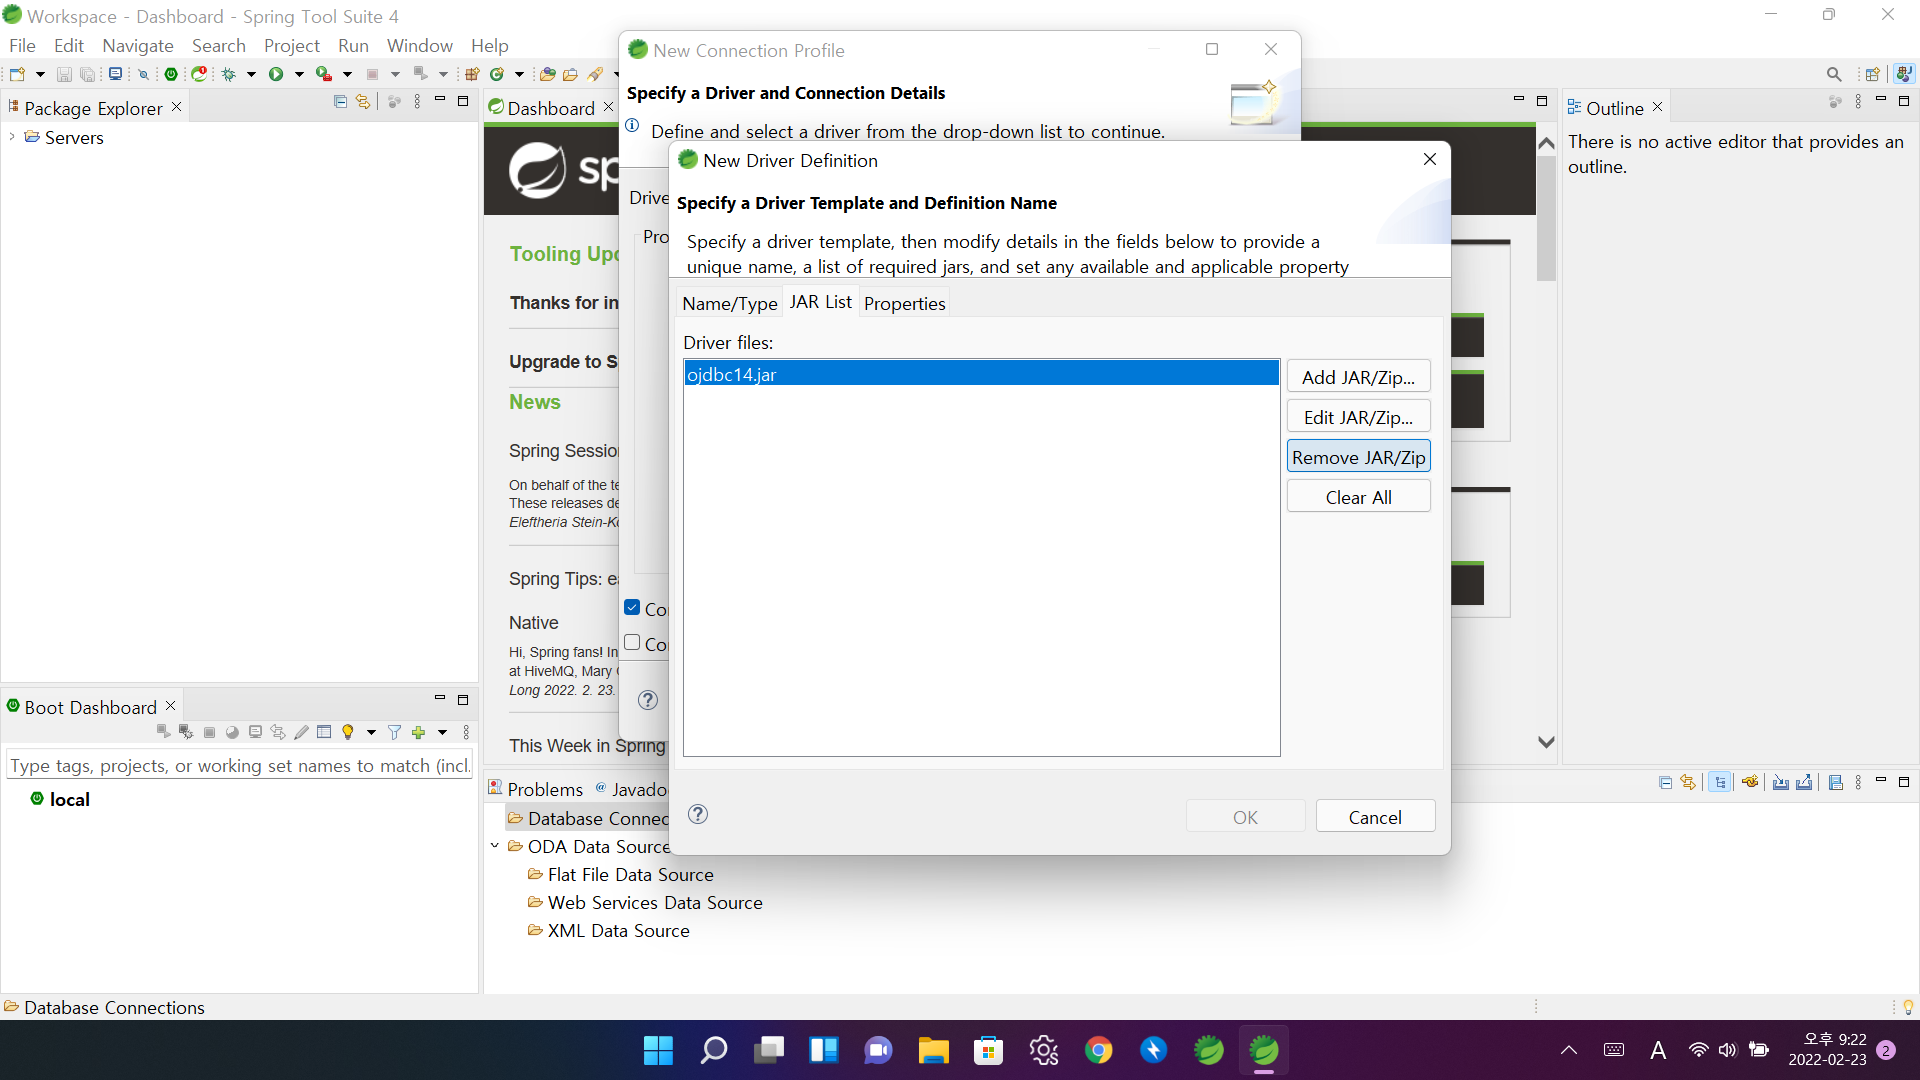 Workspace - Dashboard - Spring Tool Suite 4
File Edit Navigate Search Project Run Window Help
Package Explorer
Servers
Dashboard
Tooling Upd
Thanks for in
Upgrade to S
News
Spring Sessio
On behalf of the te
These releases de
Eleftheria Stein-Ko
Spring Tips: ea
Native
Hi, Spring fans! In
at HiveMQ, Mary
Long 2022. 2. 23.
This Week in Spring
New Connection Profile
Specify a Driver and Connection Details
Define and select a driver from the drop-down list to continue.
Drive
Pro
Co
Co
New Driver Definition
Specify a Driver Template and Definition Name
Specify a driver template, then modify details in the fields below to provide a
unique name, a list of required jars, and set any available and applicable property
Name/Type JAR List Properties
Driver files:
ojdbc14.jar
Add JAR/Zip...
Edit JAR/Zip...
Remove JAR/Zip
Clear All
OK Cancel
Outline
There is no active editor that provides an
outline.
Boot Dashboard
Type tags, projects, or working set names to match (incl.
local
Problems @ Javado
Database Connec
ODA Data Source
Flat File Data Source
Web Services Data Source
XML Data Source
Database Connections
A
오후 9:22
2022-02-23
2